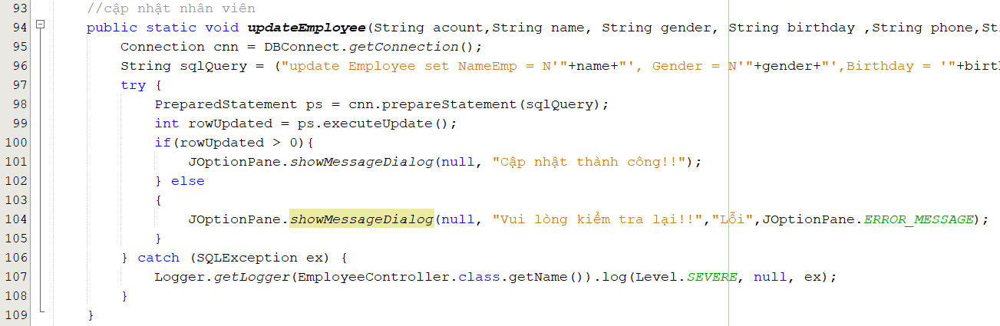 93 //cập nhật nhân viên
94 public static void updateEmployee(String acount,String name, String gender, String birthday ,String phone,St
95 Connection cnn = DBConnect.getConnection();
96 String sqlQuery = ("update Employee set NameEmp = N'"+name+"', Gender = N'"+gender+"',Birthday = '"+birt
97 try {
98 PreparedStatement ps = cnn.prepareStatement(sqlQuery);
99 int rowUpdated = ps.executeUpdate();
100 if(rowUpdated > 0){
101 JOptionPane.showMessageDialog(null, "Cập nhật thành công!!");
102 } else
103 {
104 JOptionPane.showMessageDialog(null, "Vui lòng kiểm tra lại!!","Lỗi",JOptionPane.ERROR_MESSAGE);
105 }
106 } catch (SQLException ex) {
107 Logger.getLogger(EmployeeController.class.getName()).log(Level.SEVERE, null, ex);
108 }
109 }